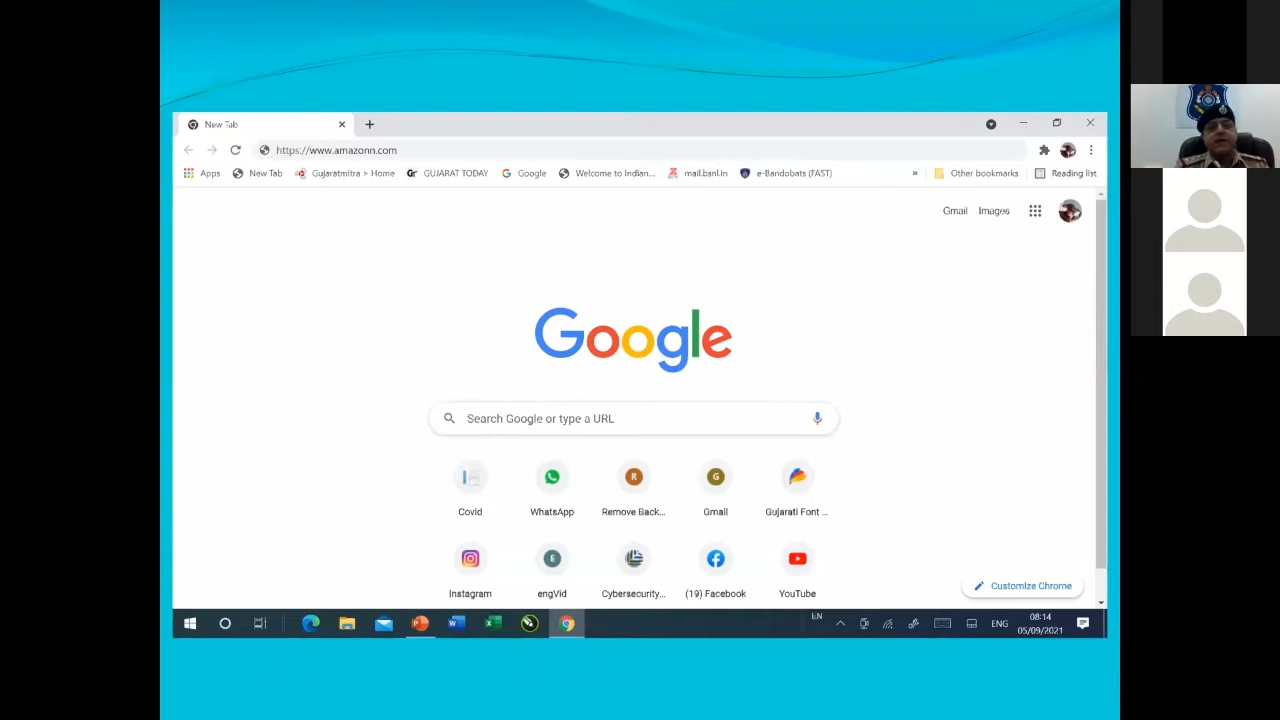 New Tab
https://www.amazonn.com
Apps New Tab Gujaratmitra > Home GUJARAT TODAY Google Welcome to Indian... mail.bsnl.in e-Bandobats (FAST) » Other bookmarks Reading list
Gmail Images
Google
Search Google or type a URL
R G
Covid WhatsApp Remove Back... Gmail Gujarati Font ...
E
Instagram engVid Cybersecurity... (19) Facebook YouTube
Customize Chrome
EN ENG 08:14
05/09/2021